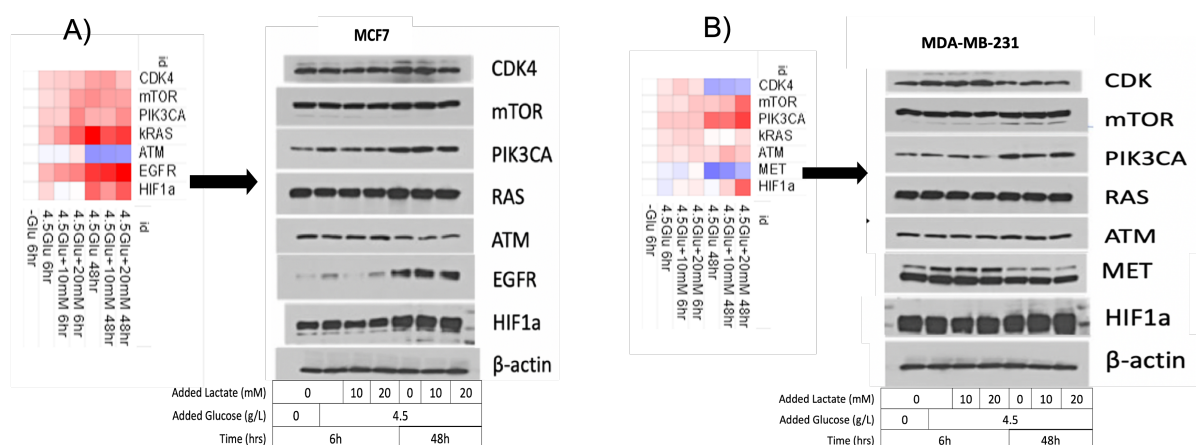 A)
MCF7
id
CDK4
mTOR
PIK3CA
kRAS
ATM
EGFR
HIF1a
id
-Glu 6hr
4.5Glu 6hr
4.5Glu+10mM 6hr
4.5Glu+20mM 6hr
4.5Glu 48hr
4.5Glu+10mM 48hr
4.5Glu+20mM 48hr
CDK4
mTOR
PIK3CA
RAS
ATM
EGFR
HIF1a
β-actin
Added Lactate (mM) 0 10 20 0 10 20
Added Glucose (g/L) 0 4.5
Time (hrs) 6h 48h
B)
MDA-MB-231
id
CDK4
mTOR
PIK3CA
kRAS
ATM
MET
HIF1a
id
-Glu 6hr
4.5Glu 6hr
4.5Glu+10mM 6hr
4.5Glu+20mM 6hr
4.5Glu 48hr
4.5Glu+10mM 48hr
4.5Glu+20mM 48hr
CDK
mTOR
PIK3CA
RAS
ATM
MET
HIF1a
β-actin
Added Lactate (mM) 0 10 20 0 10 20
Added Glucose (g/L) 0 4.5
Time (hrs) 6h 48h